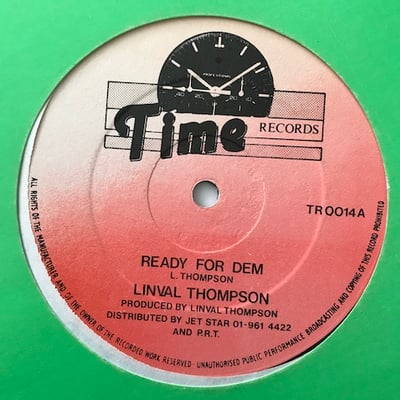 PROFESSIONAL
Time
RECORDS
TR0014A
READY FOR DEM
L. THOMPSON
LINVAL THOMPSON
PRODUCED BY LINVAL THOMPSON
DISTRIBUTED BY JET STAR 01-961 4422
AND P.R.T.
ALL RIGHTS OF THE MANUFACTURER AND OF THE OWNER OF THE RECORDED WORK RESERVED · UNAUTHORISED PUBLIC PERFORMANCE BROADCASTING AND COPYING OF THIS RECORD PROHIBITED